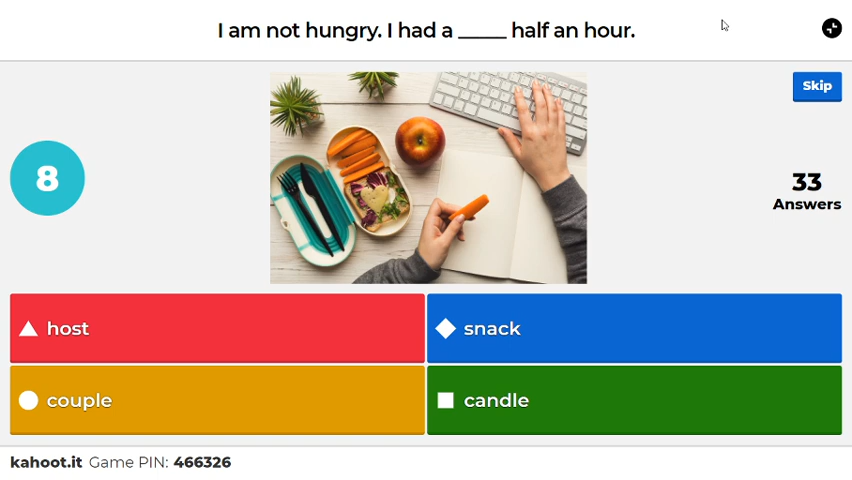 I am not hungry. I had a _____ half an hour.
Skip
8
33
Answers
host
snack
couple
candle
kahoot.it Game PIN: 466326